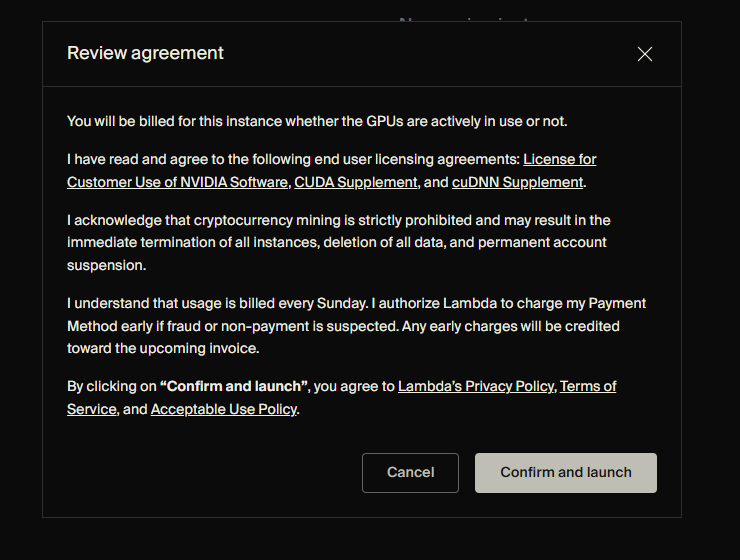 Review agreement
You will be billed for this instance whether the GPUs are actively in use or not.
I have read and agree to the following end user licensing agreements: License for
Customer Use of NVIDIA Software, CUDA Supplement, and cuDNN Supplement.
I acknowledge that cryptocurrency mining is strictly prohibited and may result in the
immediate termination of all instances, deletion of all data, and permanent account
suspension.
I understand that usage is billed every Sunday. I authorize Lambda to charge my Payment
Method early if fraud or non-payment is suspected. Any early charges will be credited
toward the upcoming invoice.
By clicking on “Confirm and launch”, you agree to Lambda’s Privacy Policy, Terms of
Service, and Acceptable Use Policy.
Cancel
Confirm and launch